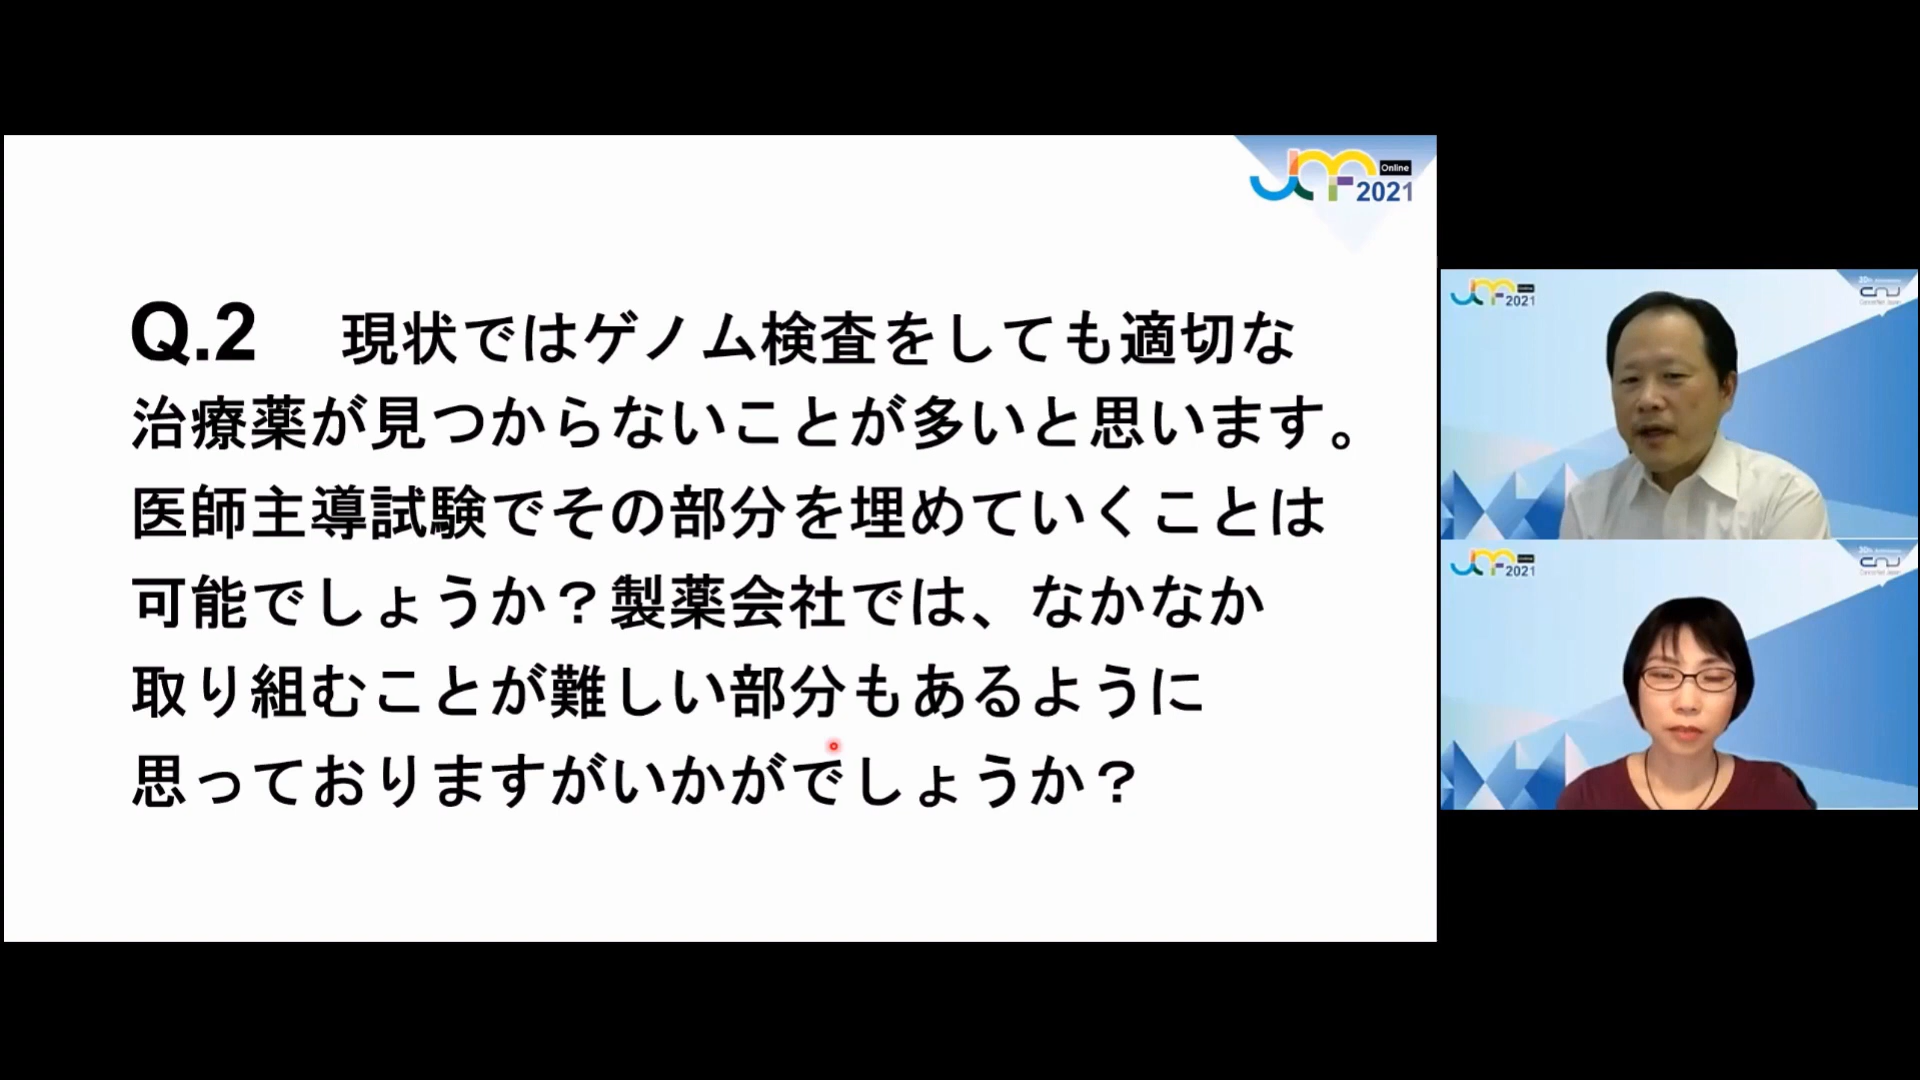 JCF Online 2021
Q.2 現状ではゲノム検査をしても適切な
治療薬が見つからないことが多いと思います。
医師主導試験でその部分を埋めていくことは
可能でしょうか？製薬会社では、なかなか
取り組むことが難しい部分もあるように
思っておりますがいかがでしょうか？
2021
CNJ
2021
CNJ